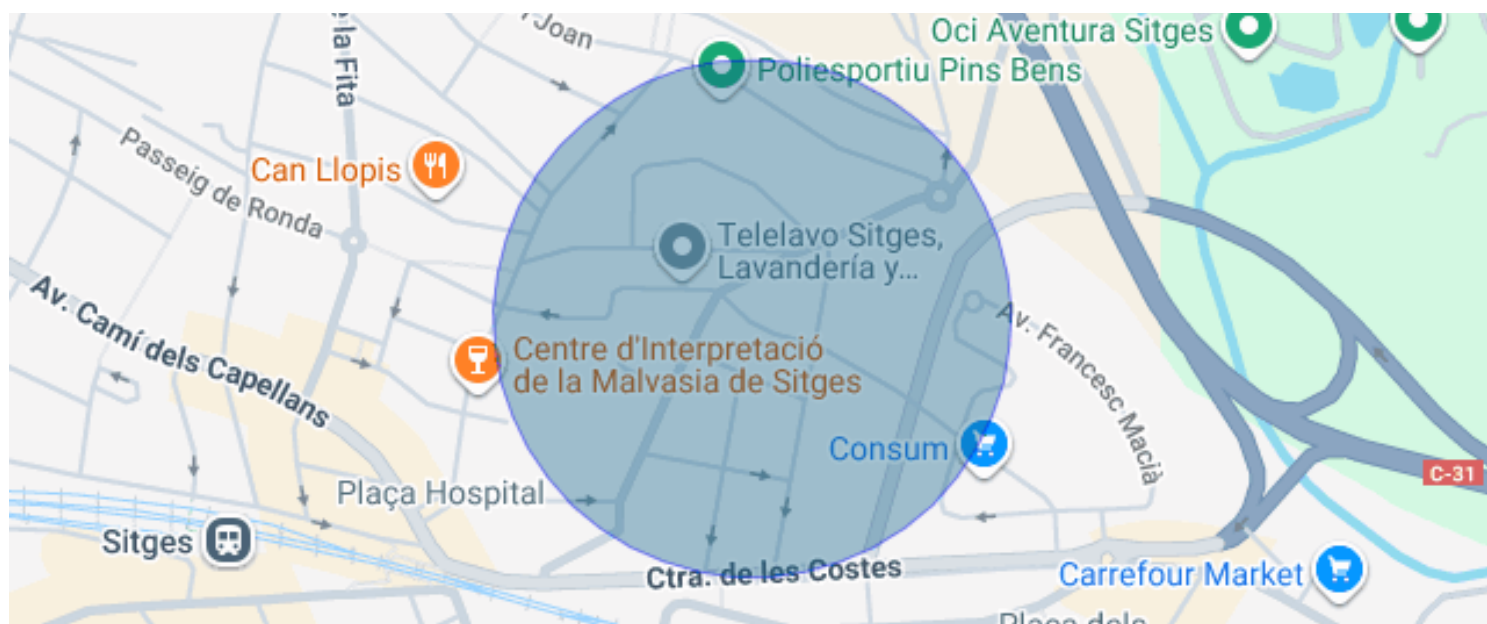 Joan
Oci Aventura Sitges
Poliesportiu Pins Bens
la Fita
Can Llopis
Passeig de Ronda
Telelavo Sitges,
Lavandería y...
Av. Camí dels Capellans
Av. Francesc Macià
Centre d'Interpretació
de la Malvasia de Sitges
Consum
C-31
Plaça Hospital
Sitges
Ctra. de les Costes
Carrefour Market
Plaça dels